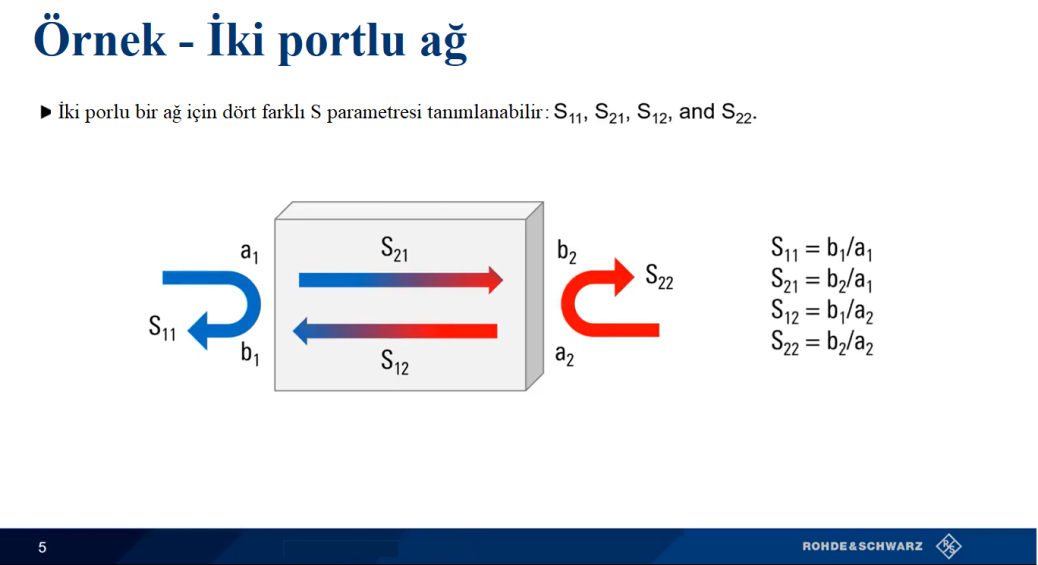 Örnek - İki portlu ağ
İki porlu bir ağ için dört farklı S parametresi tanımlanabilir: S11, S21, S12, and S22.
a1
S21
b2
S22
S11
b1
S12
a2
S11 = b1/a1
S21 = b2/a1
S12 = b1/a2
S22 = b2/a2
5
ROHDE&SCHWARZ
R&S